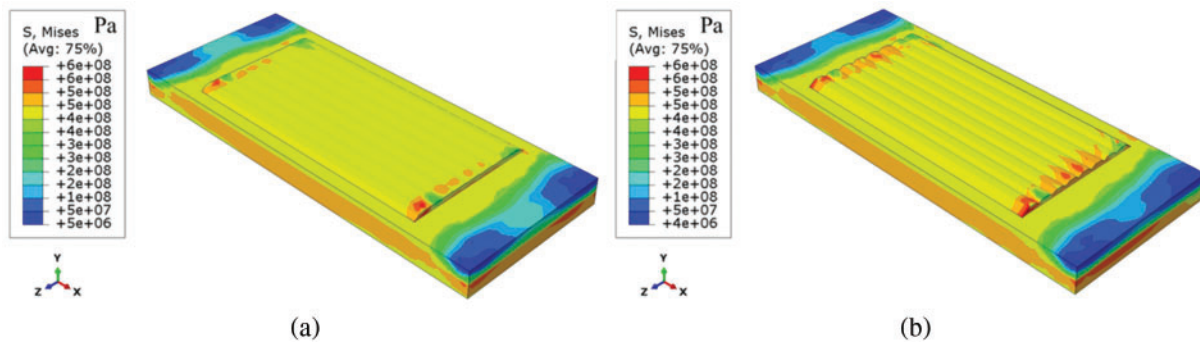 S, Mises Pa
(Avg: 75%)
+6e+08
+6e+08
+5e+08
+5e+08
+4e+08
+4e+08
+3e+08
+3e+08
+2e+08
+2e+08
+1e+08
+5e+07
+5e+06
Y
Z X
(a)
S, Mises Pa
(Avg: 75%)
+6e+08
+6e+08
+5e+08
+5e+08
+4e+08
+4e+08
+3e+08
+3e+08
+2e+08
+2e+08
+1e+08
+5e+07
+4e+06
Y
Z X
(b)